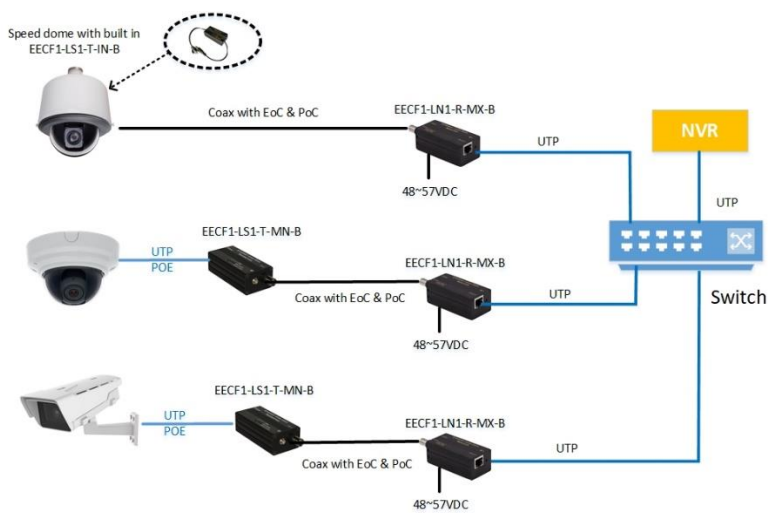 Speed dome with built in
EECF1-LS1-T-IN-B
Coax with EoC & PoC
EECF1-LN1-R-MX-B
48~57VDC
UTP
NVR
UTP
Switch
UTP
POE
EECF1-LS1-T-MN-B
Coax with EoC & PoC
EECF1-LN1-R-MX-B
48~57VDC
UTP
UTP
POE
EECF1-LS1-T-MN-B
Coax with EoC & PoC
EECF1-LN1-R-MX-B
48~57VDC
UTP